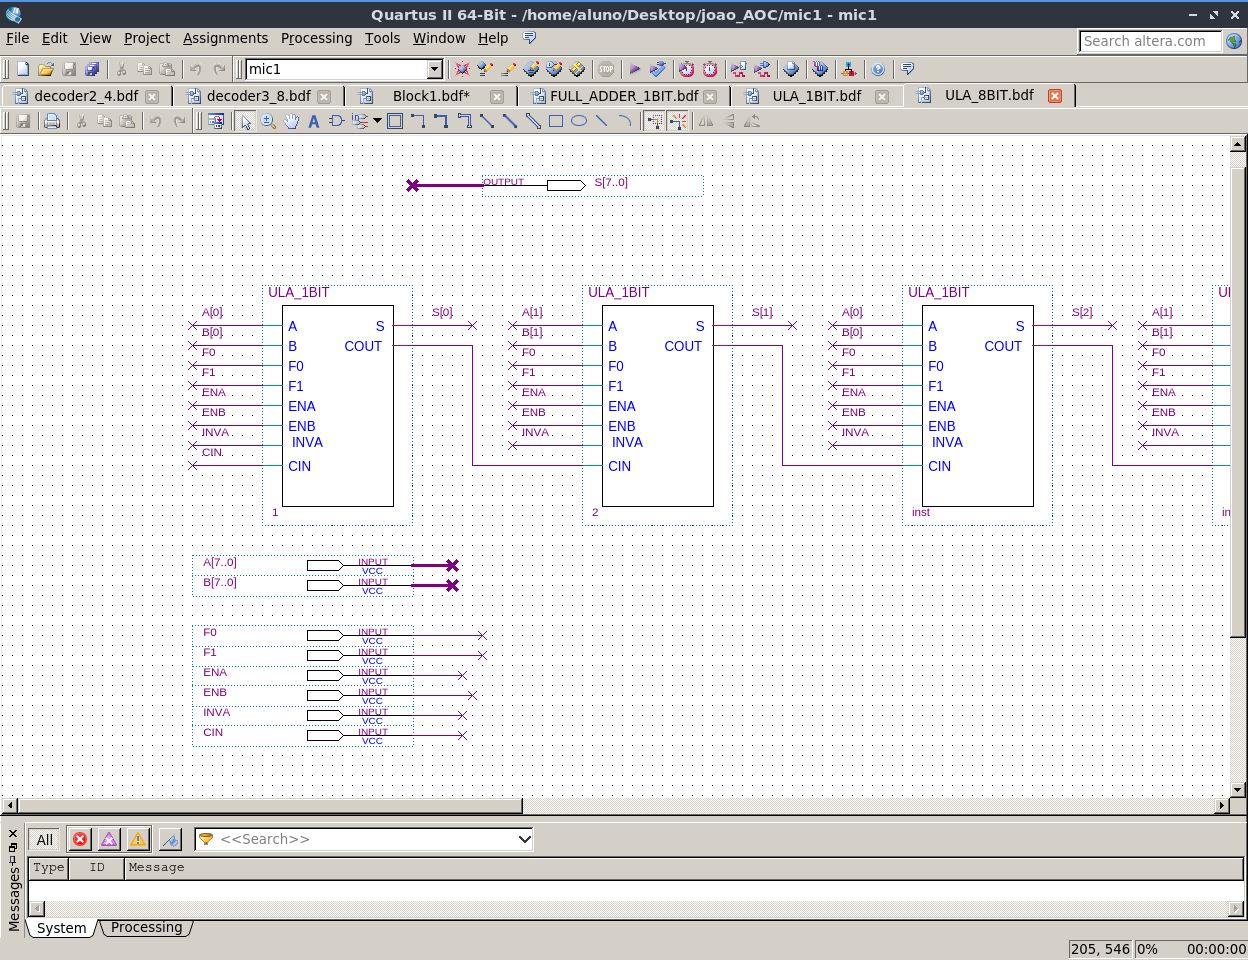 Quartus II 64-Bit - /home/aluno/Desktop/joao_AOC/mic1 - mic1
File Edit View Project Assignments Processing Tools Window Help
Search altera.com
mic1
STOP
decoder2_4.bdf decoder3_8.bdf Block1.bdf* FULL_ADDER_1BIT.bdf ULA_1BIT.bdf ULA_8BIT.bdf
A
OUTPUT S[7..0]
ULA_1BIT
A[0]
B[0]
F0
F1
ENA
ENB
INVA
CIN
A S
B COUT
F0
F1
ENA
ENB
INVA
CIN
1
S[0]
ULA_1BIT
A[1]
B[1]
F0
F1
ENA
ENB
INVA
A S
B COUT
F0
F1
ENA
ENB
INVA
CIN
2
S[1]
ULA_1BIT
A[0]
B[0]
F0
F1
ENA
ENB
INVA
A S
B COUT
F0
F1
ENA
ENB
INVA
CIN
inst
S[2]
A[1]
B[1]
F0
F1
ENA
ENB
INVA
A[7..0] INPUT
VCC
B[7..0] INPUT
VCC
F0 INPUT
VCC
F1 INPUT
VCC
ENA INPUT
VCC
ENB INPUT
VCC
INVA INPUT
VCC
CIN INPUT
VCC
Messages
All <<Search>>
Type ID Message
System Processing
205, 546 0% 00:00:00